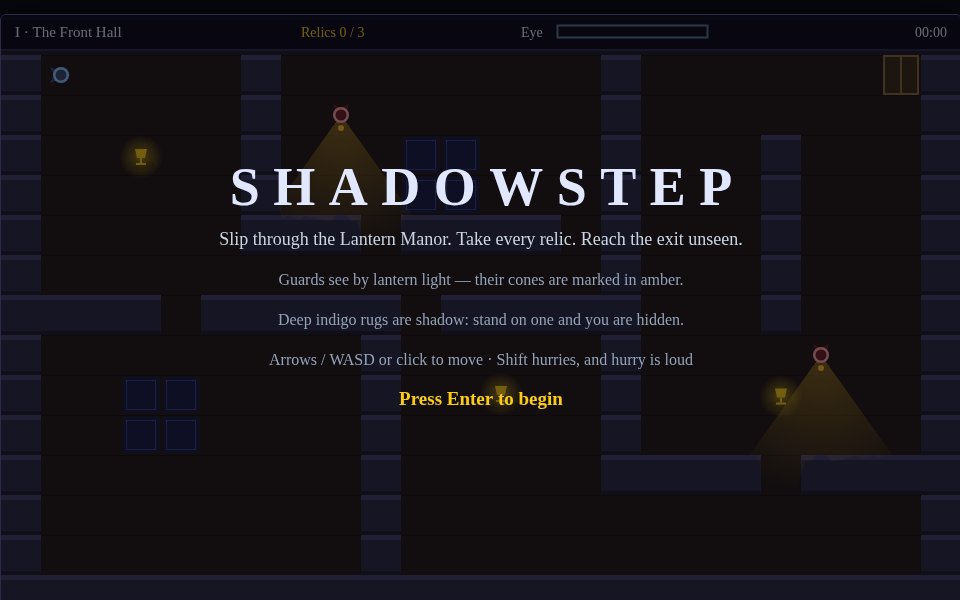 I · The Front Hall
Relics 0 / 3
Eye
00:00
SHADOWSTEP
Slip through the Lantern Manor. Take every relic. Reach the exit unseen.
Guards see by lantern light — their cones are marked in amber.
Deep indigo rugs are shadow: stand on one and you are hidden.
Arrows / WASD or click to move · Shift hurries, and hurry is loud
Press Enter to begin